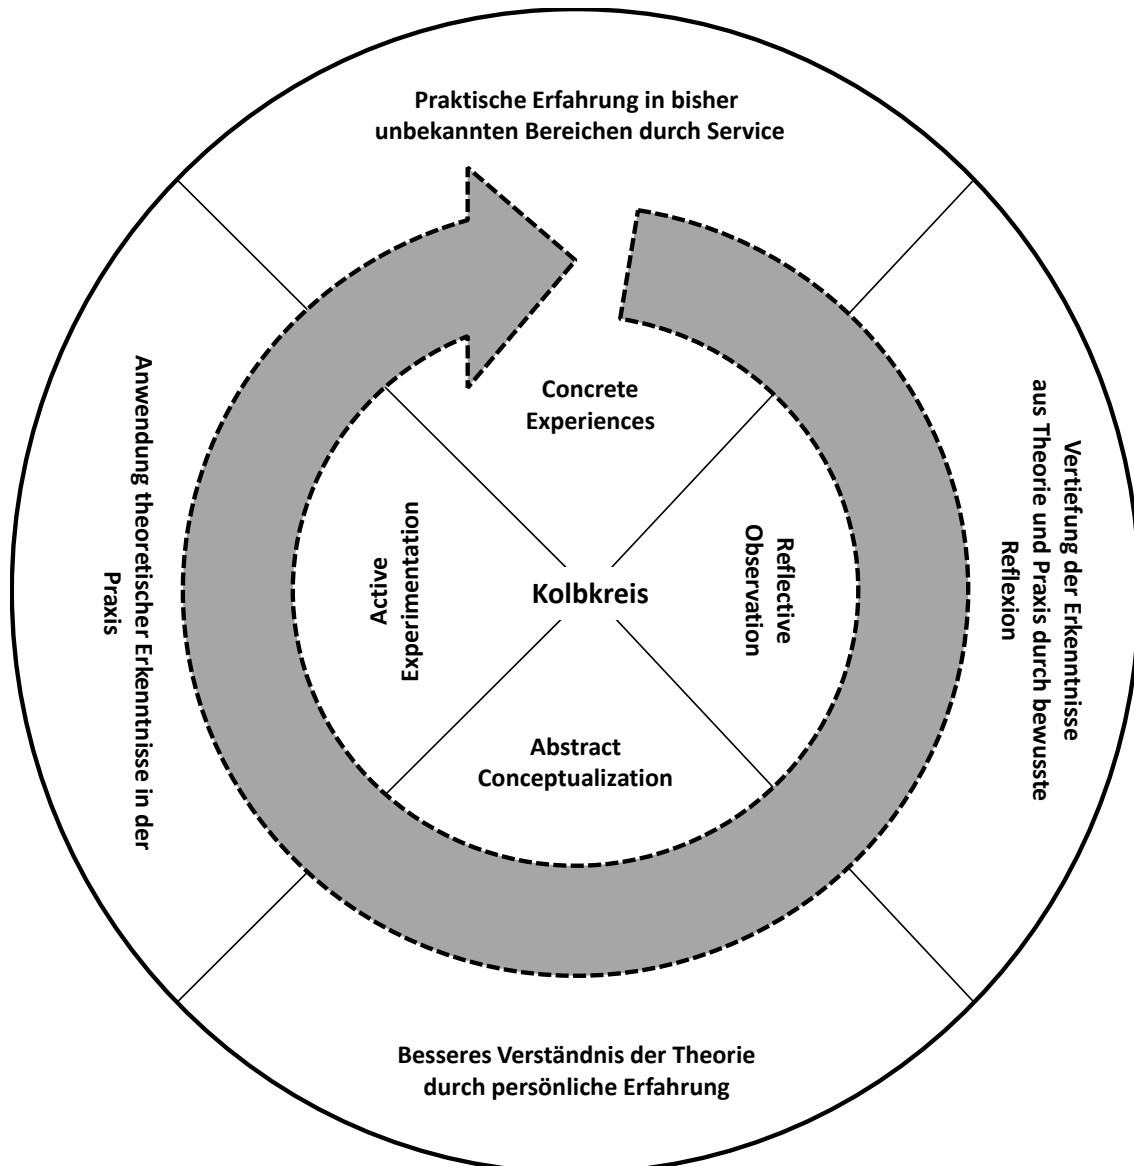 Praktische Erfahrung in bisher
unbekannten Bereichen durch Service
Concrete
Experiences
Vertiefung der Erkenntnisse
aus Theorie und Praxis durch bewusste
Reflexion
Reflective
Observation
Kolbkreis
Active
Experimentation
Anwendung theoretischer Erkenntnisse in der
Praxis
Abstract
Conceptualization
Besseres Verständnis der Theorie
durch persönliche Erfahrung